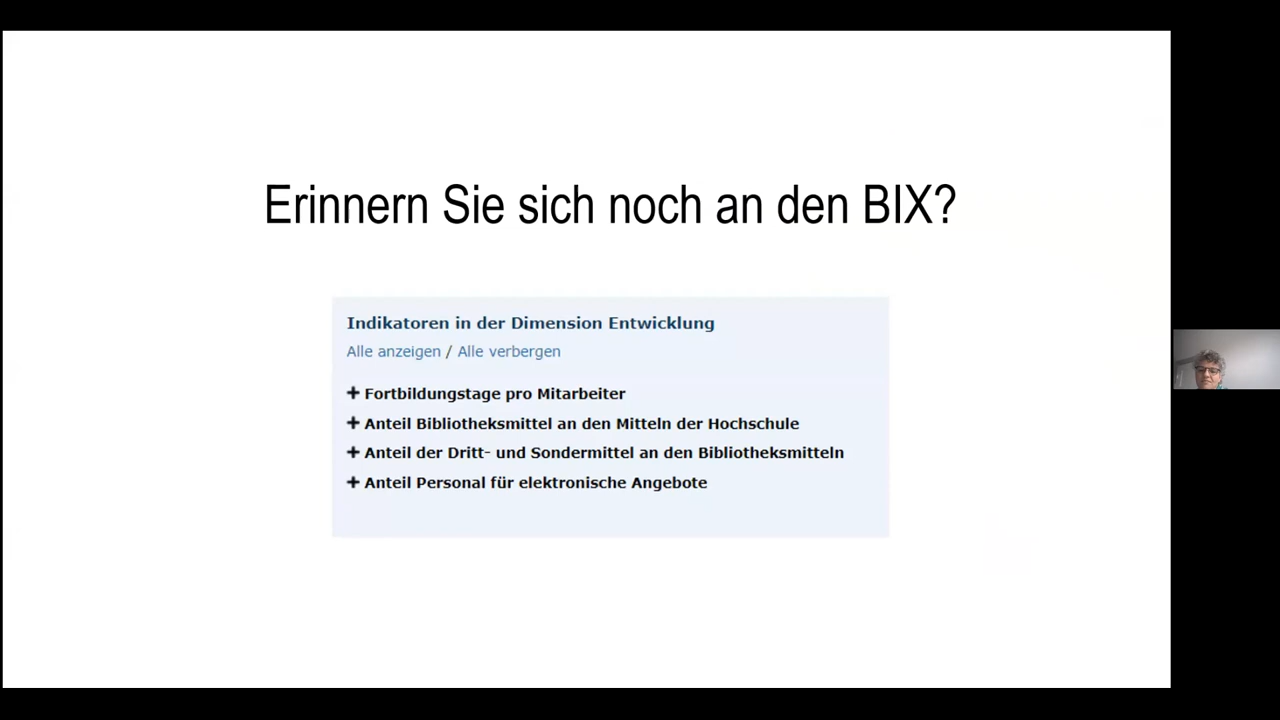 Erinnern Sie sich noch an den BIX?
Indikatoren in der Dimension Entwicklung
Alle anzeigen / Alle verbergen
+ Fortbildungstage pro Mitarbeiter
+ Anteil Bibliotheksmittel an den Mitteln der Hochschule
+ Anteil der Dritt- und Sondermittel an den Bibliotheksmitteln
+ Anteil Personal für elektronische Angebote